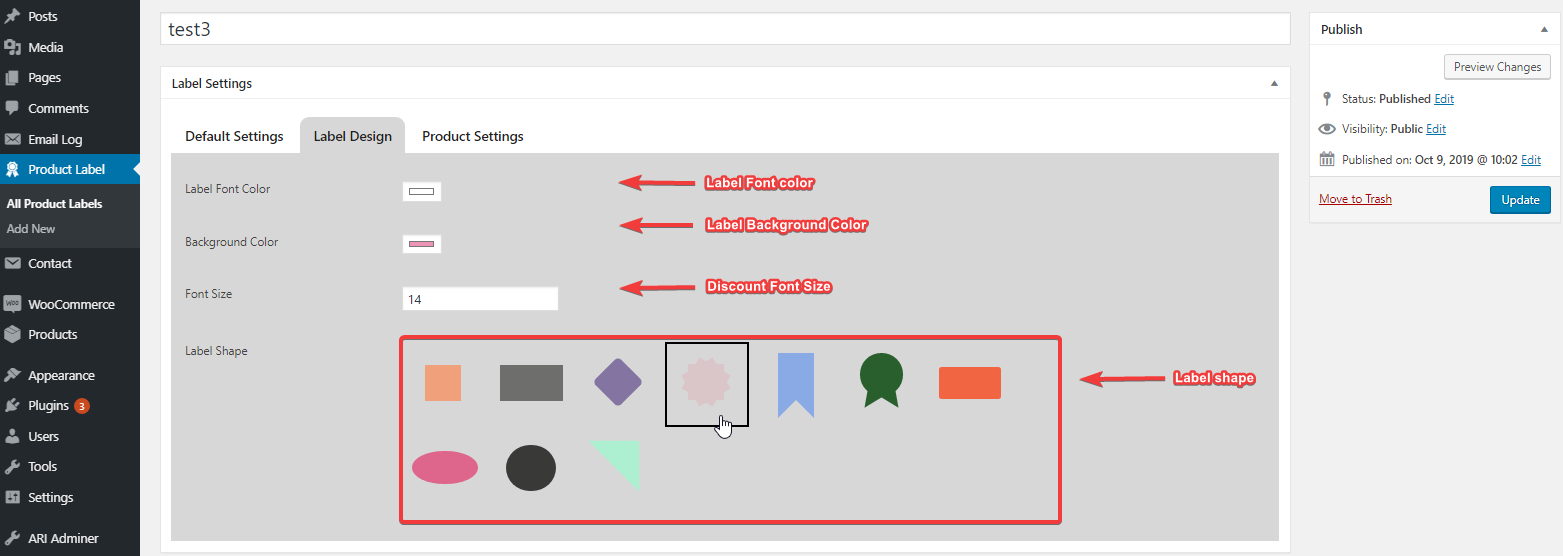 Posts
Media
Pages
Comments
Email Log
Product Label
All Product Labels
Add New
Contact
WOO WooCommerce
Products
Appearance
Plugins 3
Users
Tools
Settings
ARI Adminer
test3
Label Settings
Default Settings Label Design Product Settings
Label Font Color
Label Font color
Background Color
Label Background Color
Font Size
14
Discount Font Size
Label Shape
Label shape
Publish
Preview Changes
Status: Published Edit
Visibility: Public Edit
Published on: Oct 9, 2019 @ 10:02 Edit
Move to Trash
Update